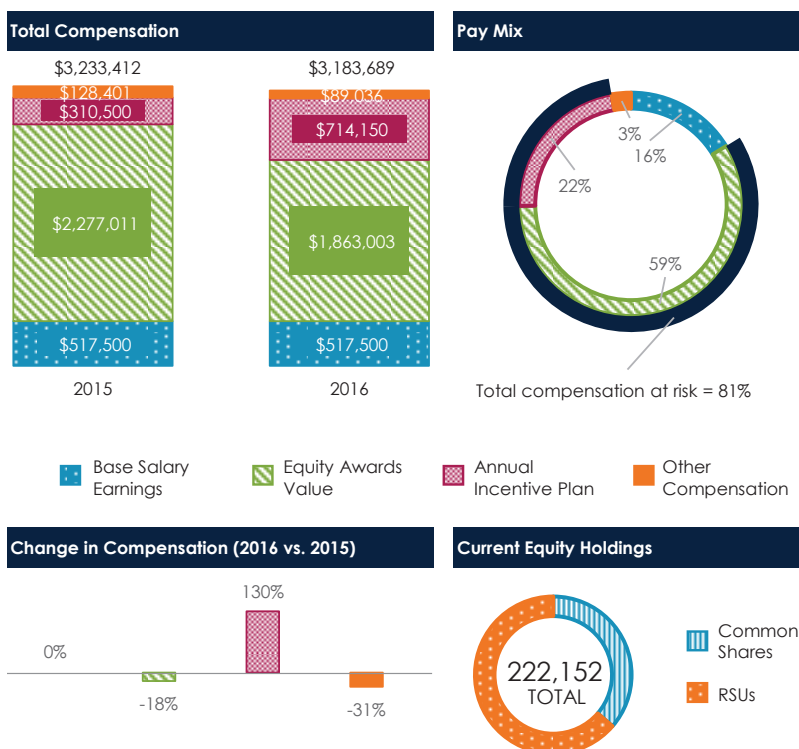 Total Compensation
$3,233,412
$3,183,689
$128,401
$310,500
$2,277,011
$517,500
$89,036
$714,150
$1,863,003
$517,500
2015
2016
Pay Mix
3%
16%
22%
59%
Total compensation at risk = 81%
Base Salary
Earnings
Equity Awards
Value
Annual
Incentive Plan
Other
Compensation
Change in Compensation (2016 vs. 2015)
0%
-18%
130%
-31%
Current Equity Holdings
222,152
TOTAL
Common
Shares
RSUs